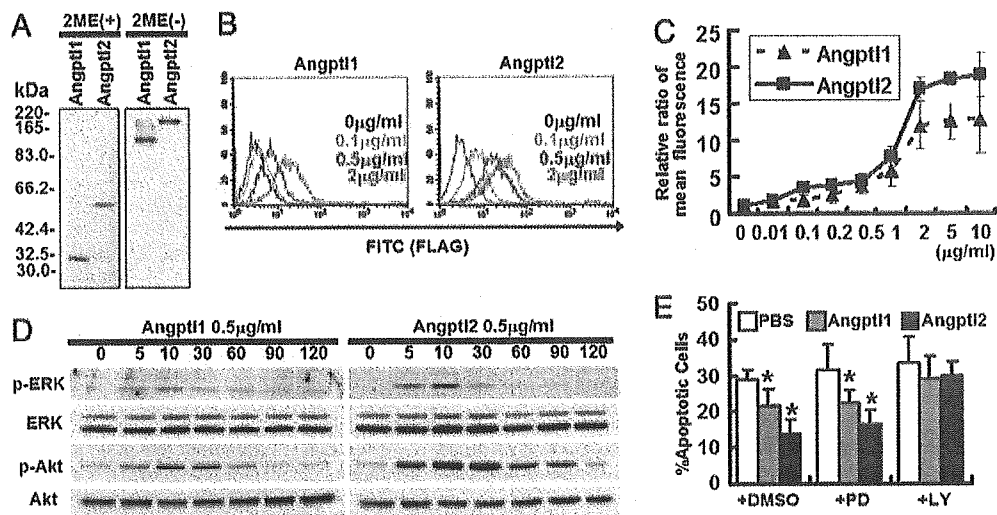 A
2ME(+) 2ME(-)
Angptl1
Angptl2
Angptl1
Angptl2
kDa
220-
165-
83.0-
66.2-
42.4-
32.5-
30.0-
B
Angptl1
0µg/ml
0.1µg/ml
0.5µg/ml
2µg/ml
Angptl2
0µg/ml
0.1µg/ml
0.5µg/ml
2µg/ml
FITC (FLAG)
C
Relative ratio of
mean fluorescence
25
20
15
10
5
0
Angptl1
Angptl2
0 0.01 0.1 0.2 0.5 1 2 5 10
(µg/ml)
D
Angptl1 0.5µg/ml
Angptl2 0.5µg/ml
0 5 10 30 60 90 120
0 5 10 30 60 90 120
p-ERK
ERK
p-Akt
Akt
E
%Apoptotic Cells
50
40
30
20
10
0
PBS Angptl1 Angptl2
* * * *
+DMSO +PD +LY